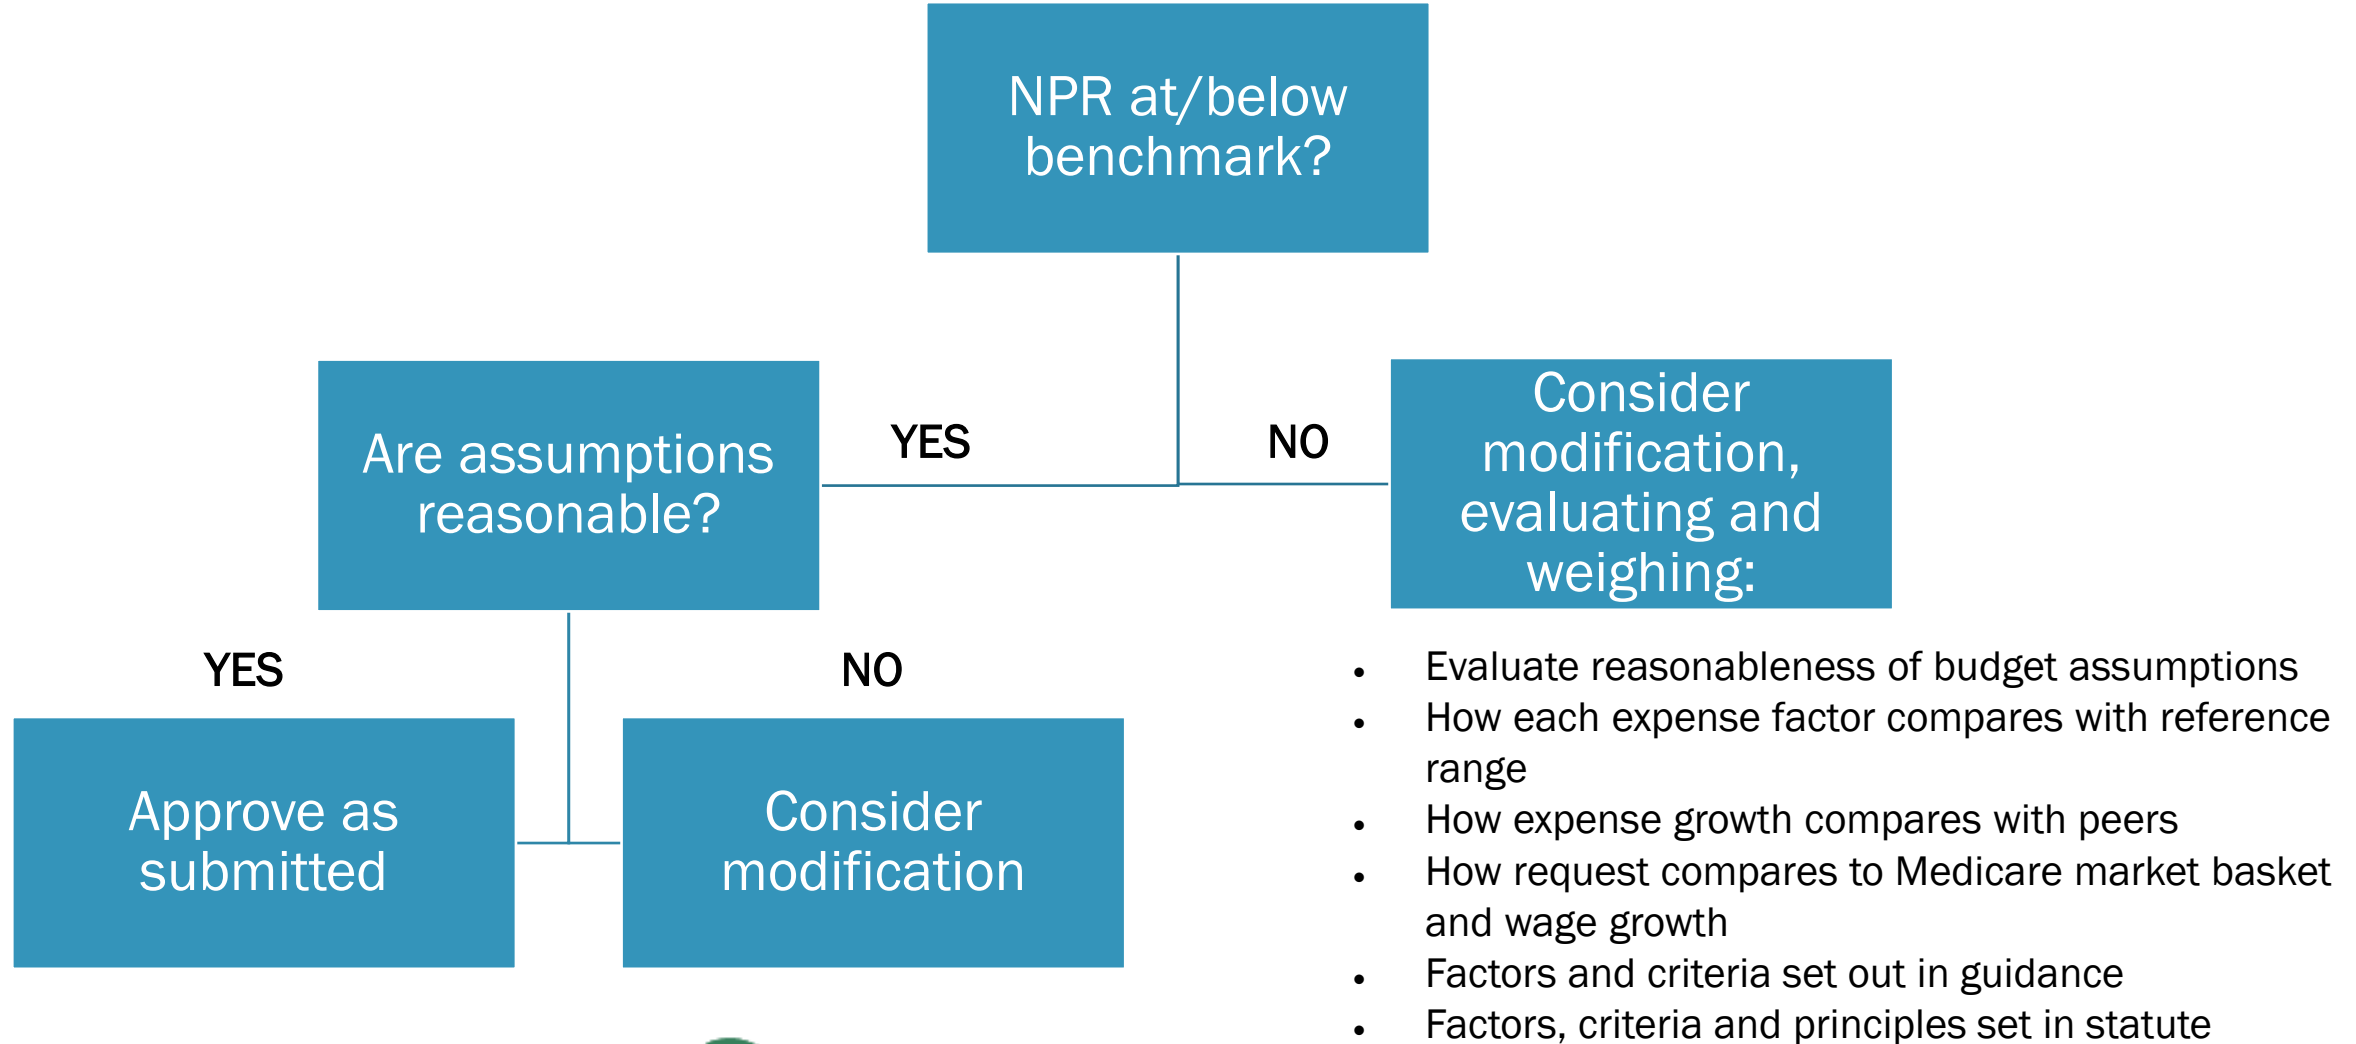 NPR at/below
benchmark?
Are assumptions
reasonable?
YES
NO
Consider
modification,
evaluating and
weighing:
YES
NO
Approve as
submitted
Consider
modification
• Evaluate reasonableness of budget assumptions
• How each expense factor compares with reference
range
• How expense growth compares with peers
• How request compares to Medicare market basket
and wage growth
• Factors and criteria set out in guidance
• Factors, criteria and principles set in statute